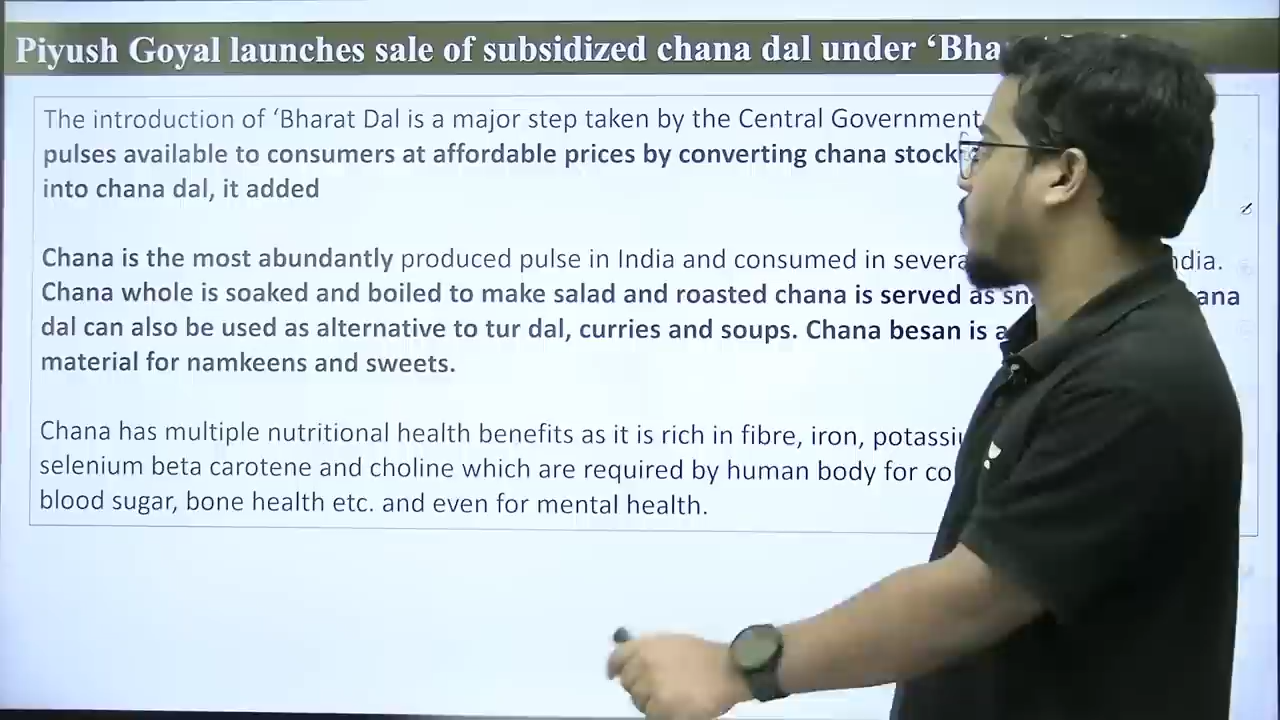 Piyush Goyal launches sale of subsidized chana dal under ‘Bha
The introduction of ‘Bharat Dal is a major step taken by the Central Government
pulses available to consumers at affordable prices by converting chana stock
into chana dal, it added
Chana is the most abundantly produced pulse in India and consumed in severa ndia.
Chana whole is soaked and boiled to make salad and roasted chana is served as sn ana
dal can also be used as alternative to tur dal, curries and soups. Chana besan is a
material for namkeens and sweets.
Chana has multiple nutritional health benefits as it is rich in fibre, iron, potassiu
selenium beta carotene and choline which are required by human body for co
blood sugar, bone health etc. and even for mental health.